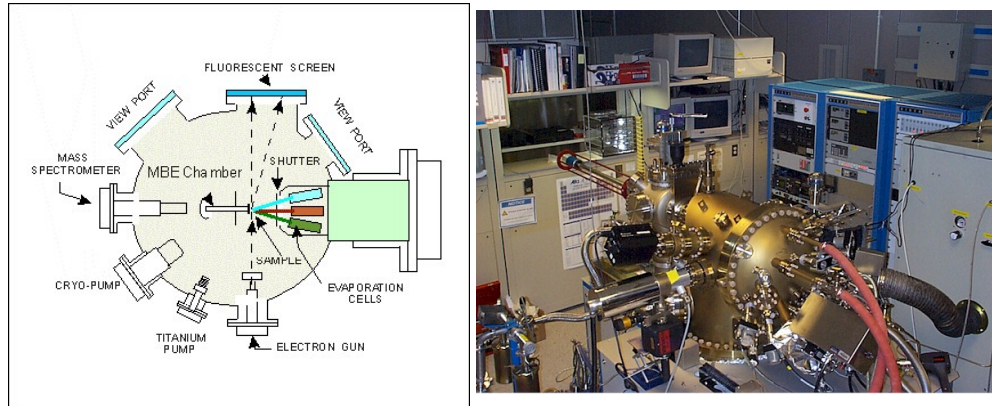 FLUORESCENT SCREEN
VIEW PORT
VIEW PORT
MASS
SPECTROMETER
SHUTTER
MBE Chamber
SAMPLE
EVAPORATION
CELLS
CRYO-PUMP
TITANIUM
PUMP
ELECTRON GUN
NOTICE